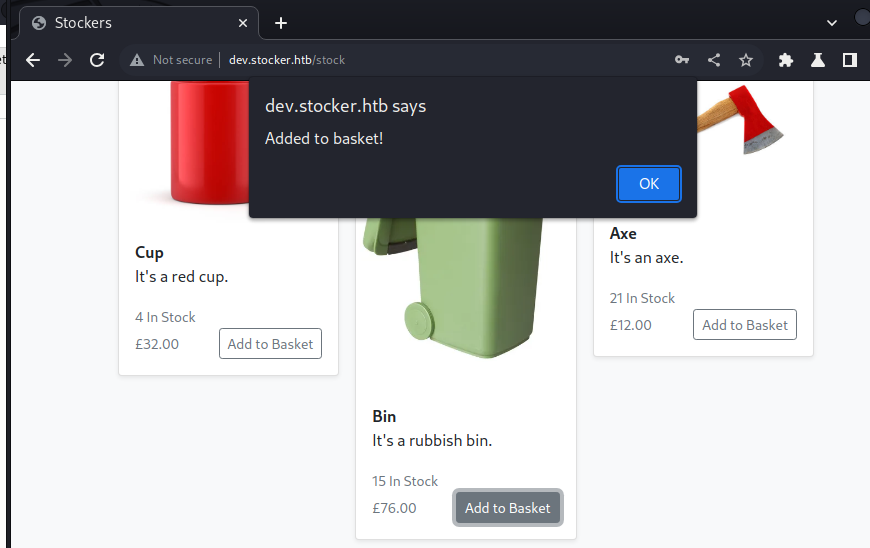 Stockers
Not secure
dev.stocker.htb/stock
dev.stocker.htb says
Added to basket!
OK
Cup
It's a red cup.
4 In Stock
£32.00
Add to Basket
Bin
It's a rubbish bin.
15 In Stock
£76.00
Add to Basket
Axe
It's an axe.
21 In Stock
£12.00
Add to Basket